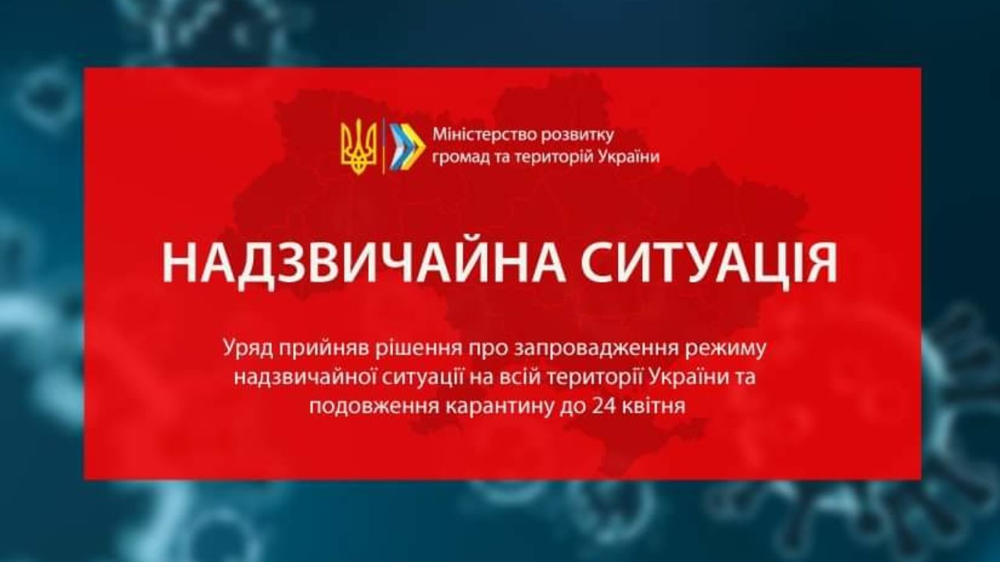 Міністерство розвитку
громад та територій України
НАДЗВИЧАЙНА СИТУАЦІЯ
Уряд прийняв рішення про запровадження режиму
надзвичайної ситуації на всій території України та
подовження карантину до 24 квітня